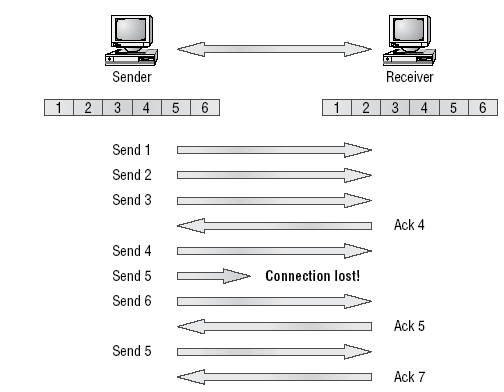 Sender Receiver
1 2 3 4 5 6 1 2 3 4 5 6
Send 1
Send 2
Send 3
Ack 4
Send 4
Send 5 Connection lost!
Send 6
Ack 5
Send 5
Ack 7